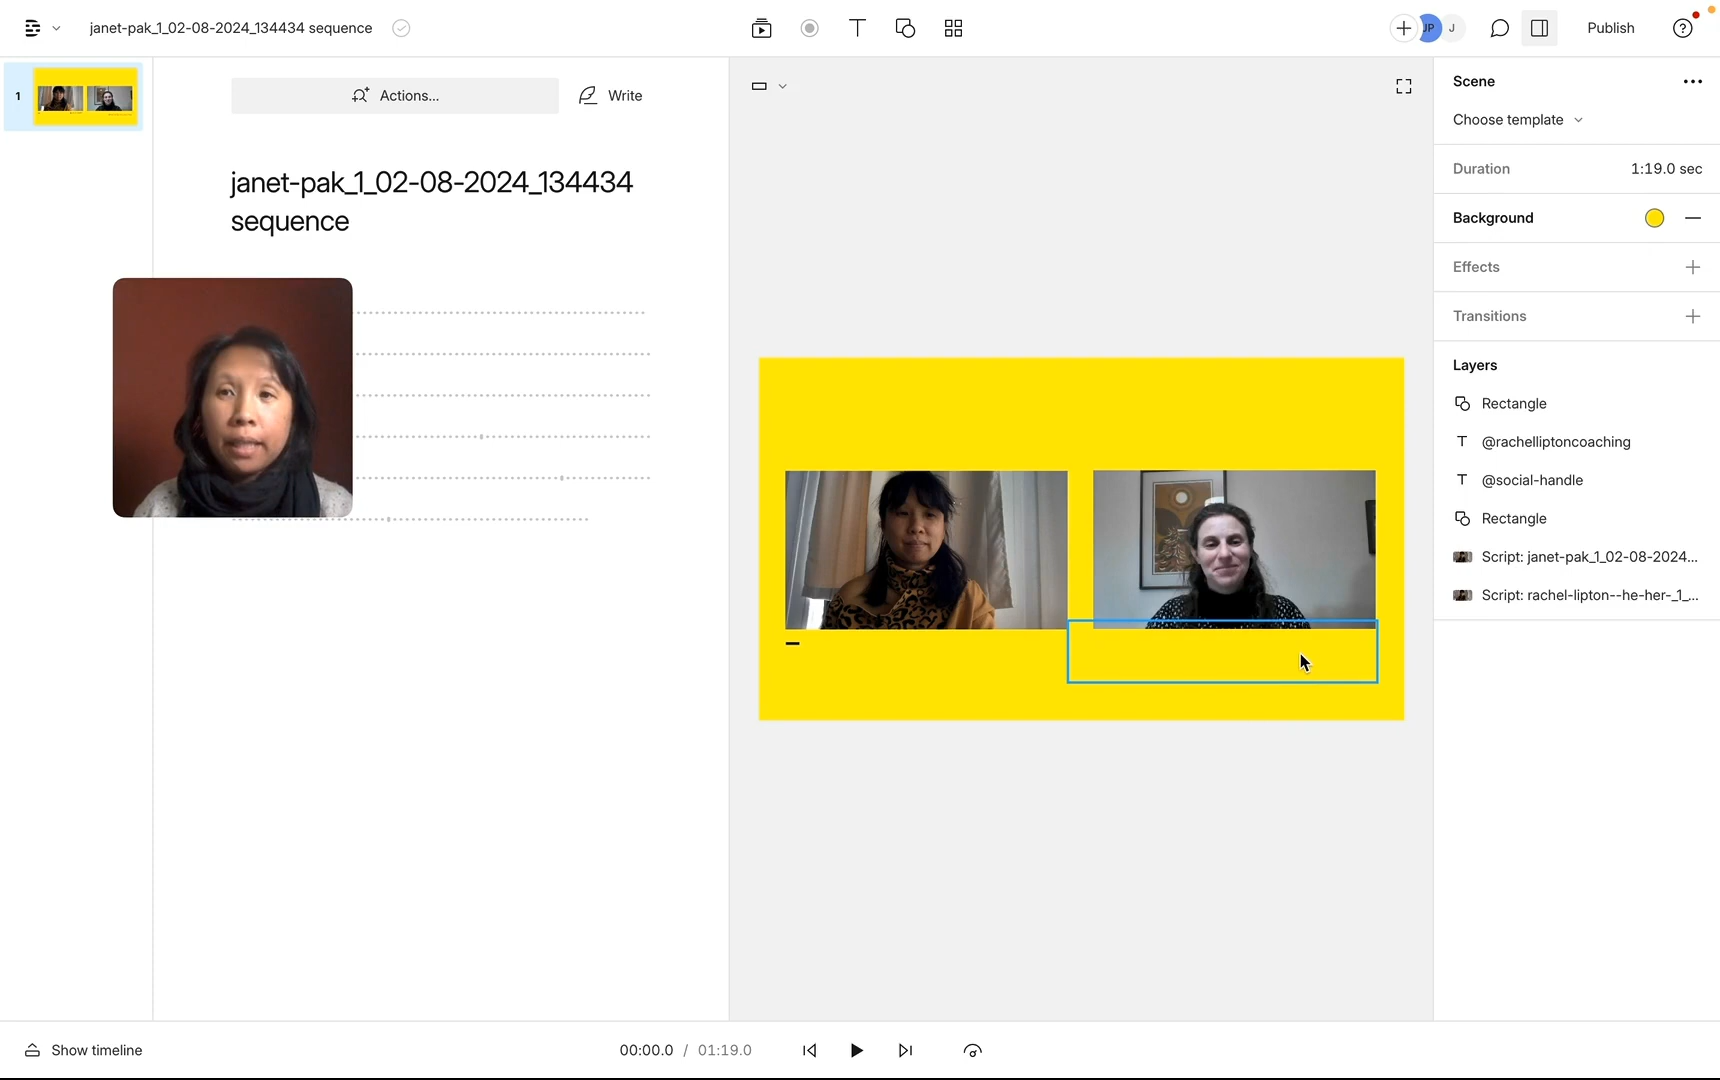 janet-pak_1_02-08-2024_134434 sequence
T
JP
J
Publish
?
1
Actions...
Write
janet-pak_1_02-08-2024_134434
sequence
Scene
Choose template
Duration 1:19.0 sec
Background
Effects
Transitions
Layers
Rectangle
T @rachelliptoncoaching
T @social-handle
Rectangle
Script: janet-pak_1_02-08-2024...
Script: rachel-lipton--he-her-_1_...
Show timeline
00:00.0 / 01:19.0